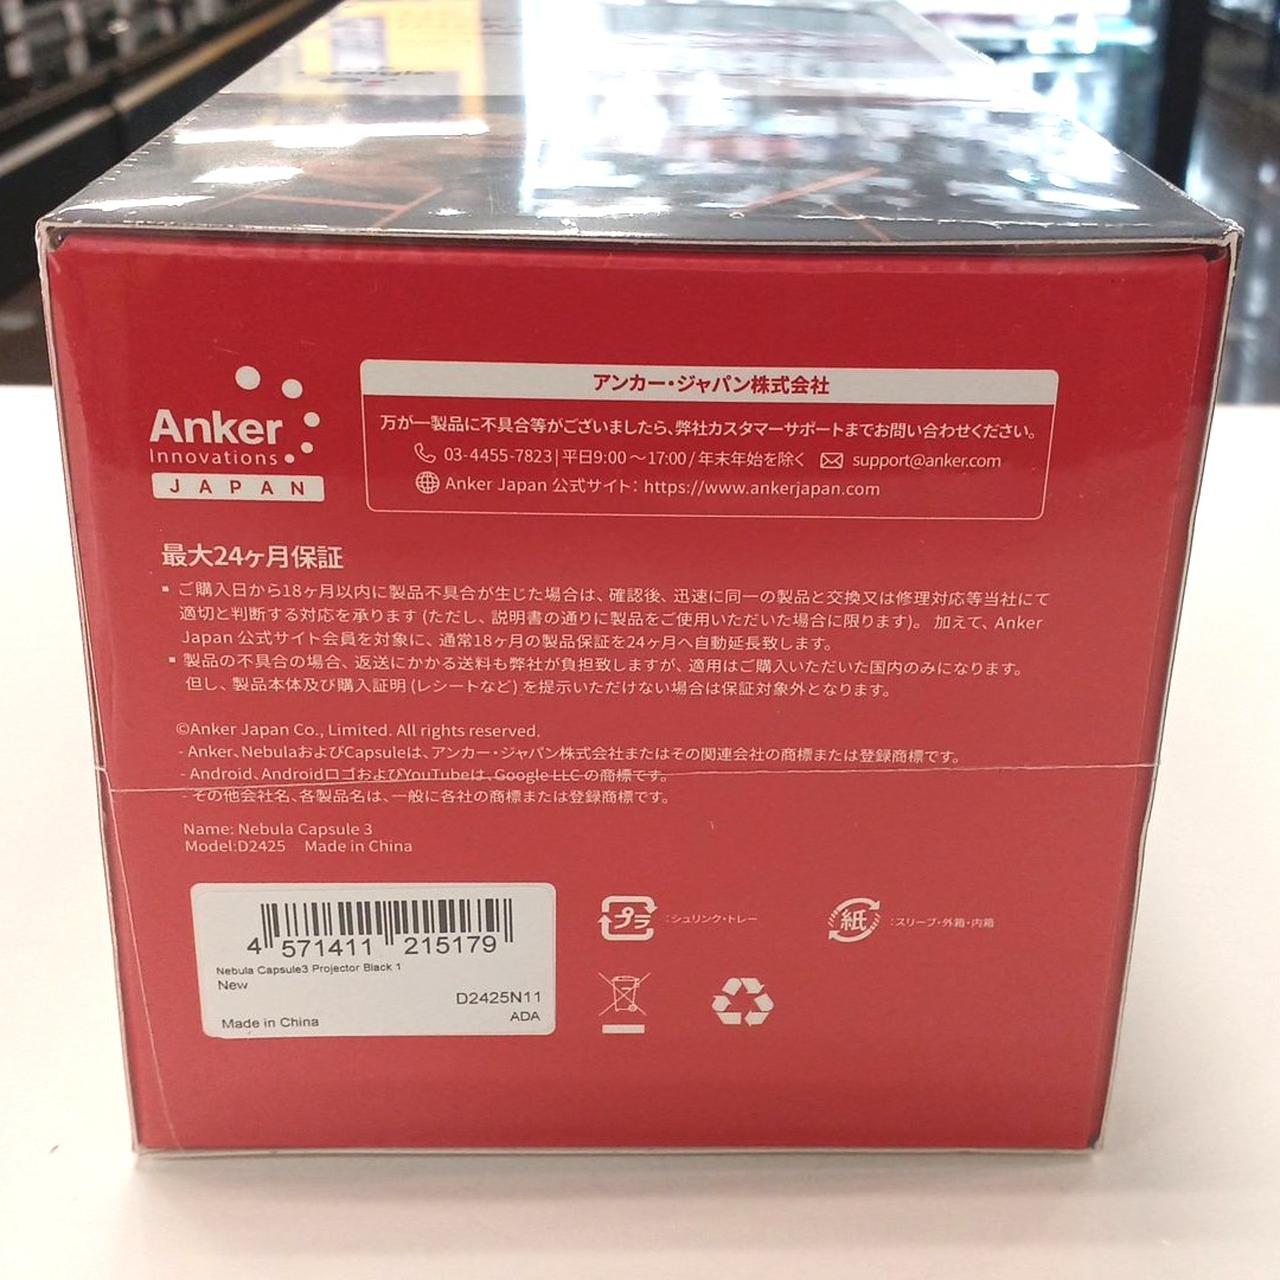 Anker
Innovations
JAPAN
アンカー・ジャパン株式会社
万が一製品に不具合等がございましたら、弊社カスタマーサポートまでお問い合わせください。
03-4455-7823|平日9:00～17:00/年末年始を除く support@anker.com
Anker Japan 公式サイト: https://www.ankerjapan.com
最大24ヶ月保証
▪ ご購入日から18ヶ月以内に製品不具合が生じた場合は、確認後、迅速に同一の製品と交換又は修理対応等当社にて
適切と判断する対応を承ります (ただし、説明書の通りに製品をご使用いただいた場合に限ります)。 加えて、Anker
Japan 公式サイト会員を対象に、通常18ヶ月の製品保証を24ヶ月へ自動延長致します。
▪ 製品の不具合の場合、返送にかかる送料も弊社が負担致しますが、適用はご購入いただいた国内のみになります。
但し、製品本体及び購入証明 (レシートなど) を提示いただけない場合は保証対象外となります。
©Anker Japan Co., Limited. All rights reserved.
- Anker、NebulaおよびCapsuleは、アンカー・ジャパン株式会社またはその関連会社の商標または登録商標です。
- Android、AndroidロゴおよびYouTubeは、Google LLC の商標です。
- その他会社名、各製品名は、一般に各社の商標または登録商標です。
Name: Nebula Capsule 3
Model:D2425 Made in China
4 571411 215179
Nebula Capsule3 Projector Black 1
New
D2425N11
Made in China
ADA
プラ :シュリンク・トレー
紙 :スリーブ・外箱・内箱